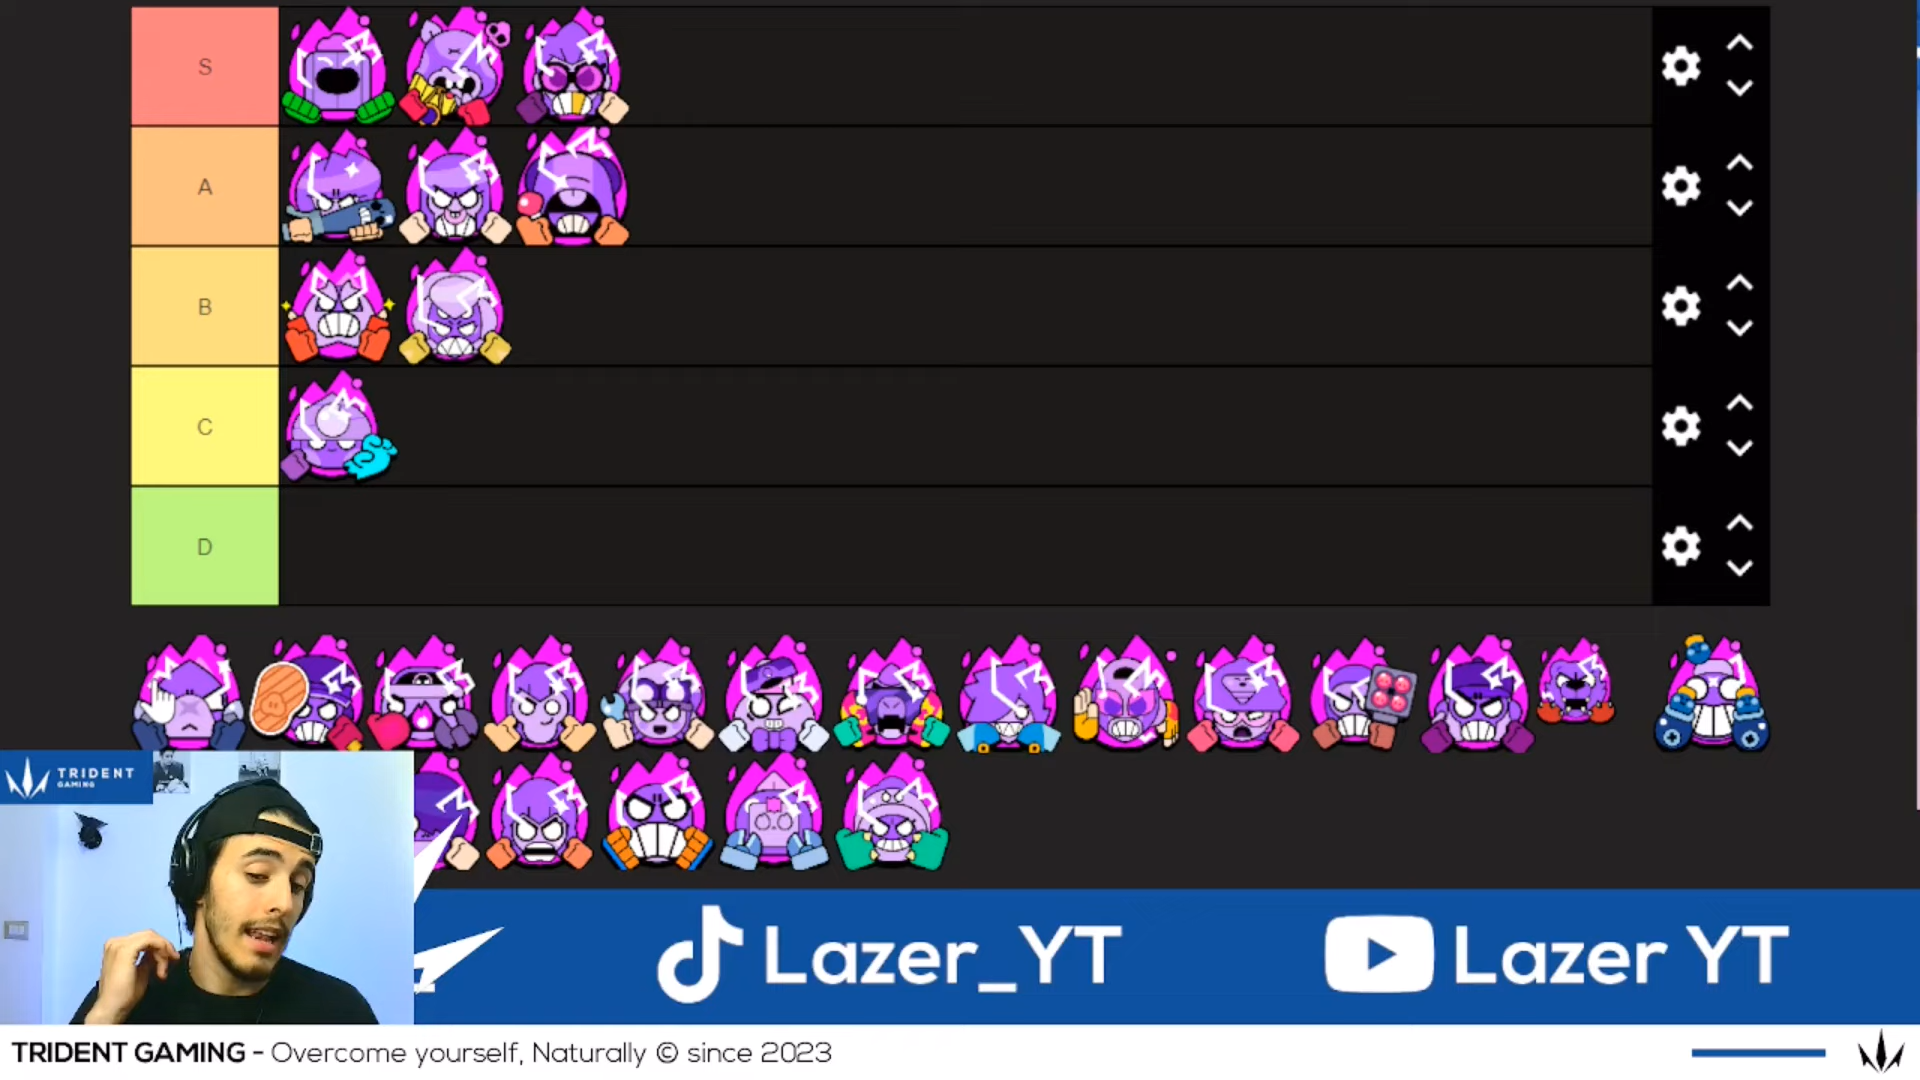 S
A
B
C
D
TRIDENT
GAMING
Lazer_YT
Lazer YT
TRIDENT GAMING - Overcome yourself, Naturally © since 2023